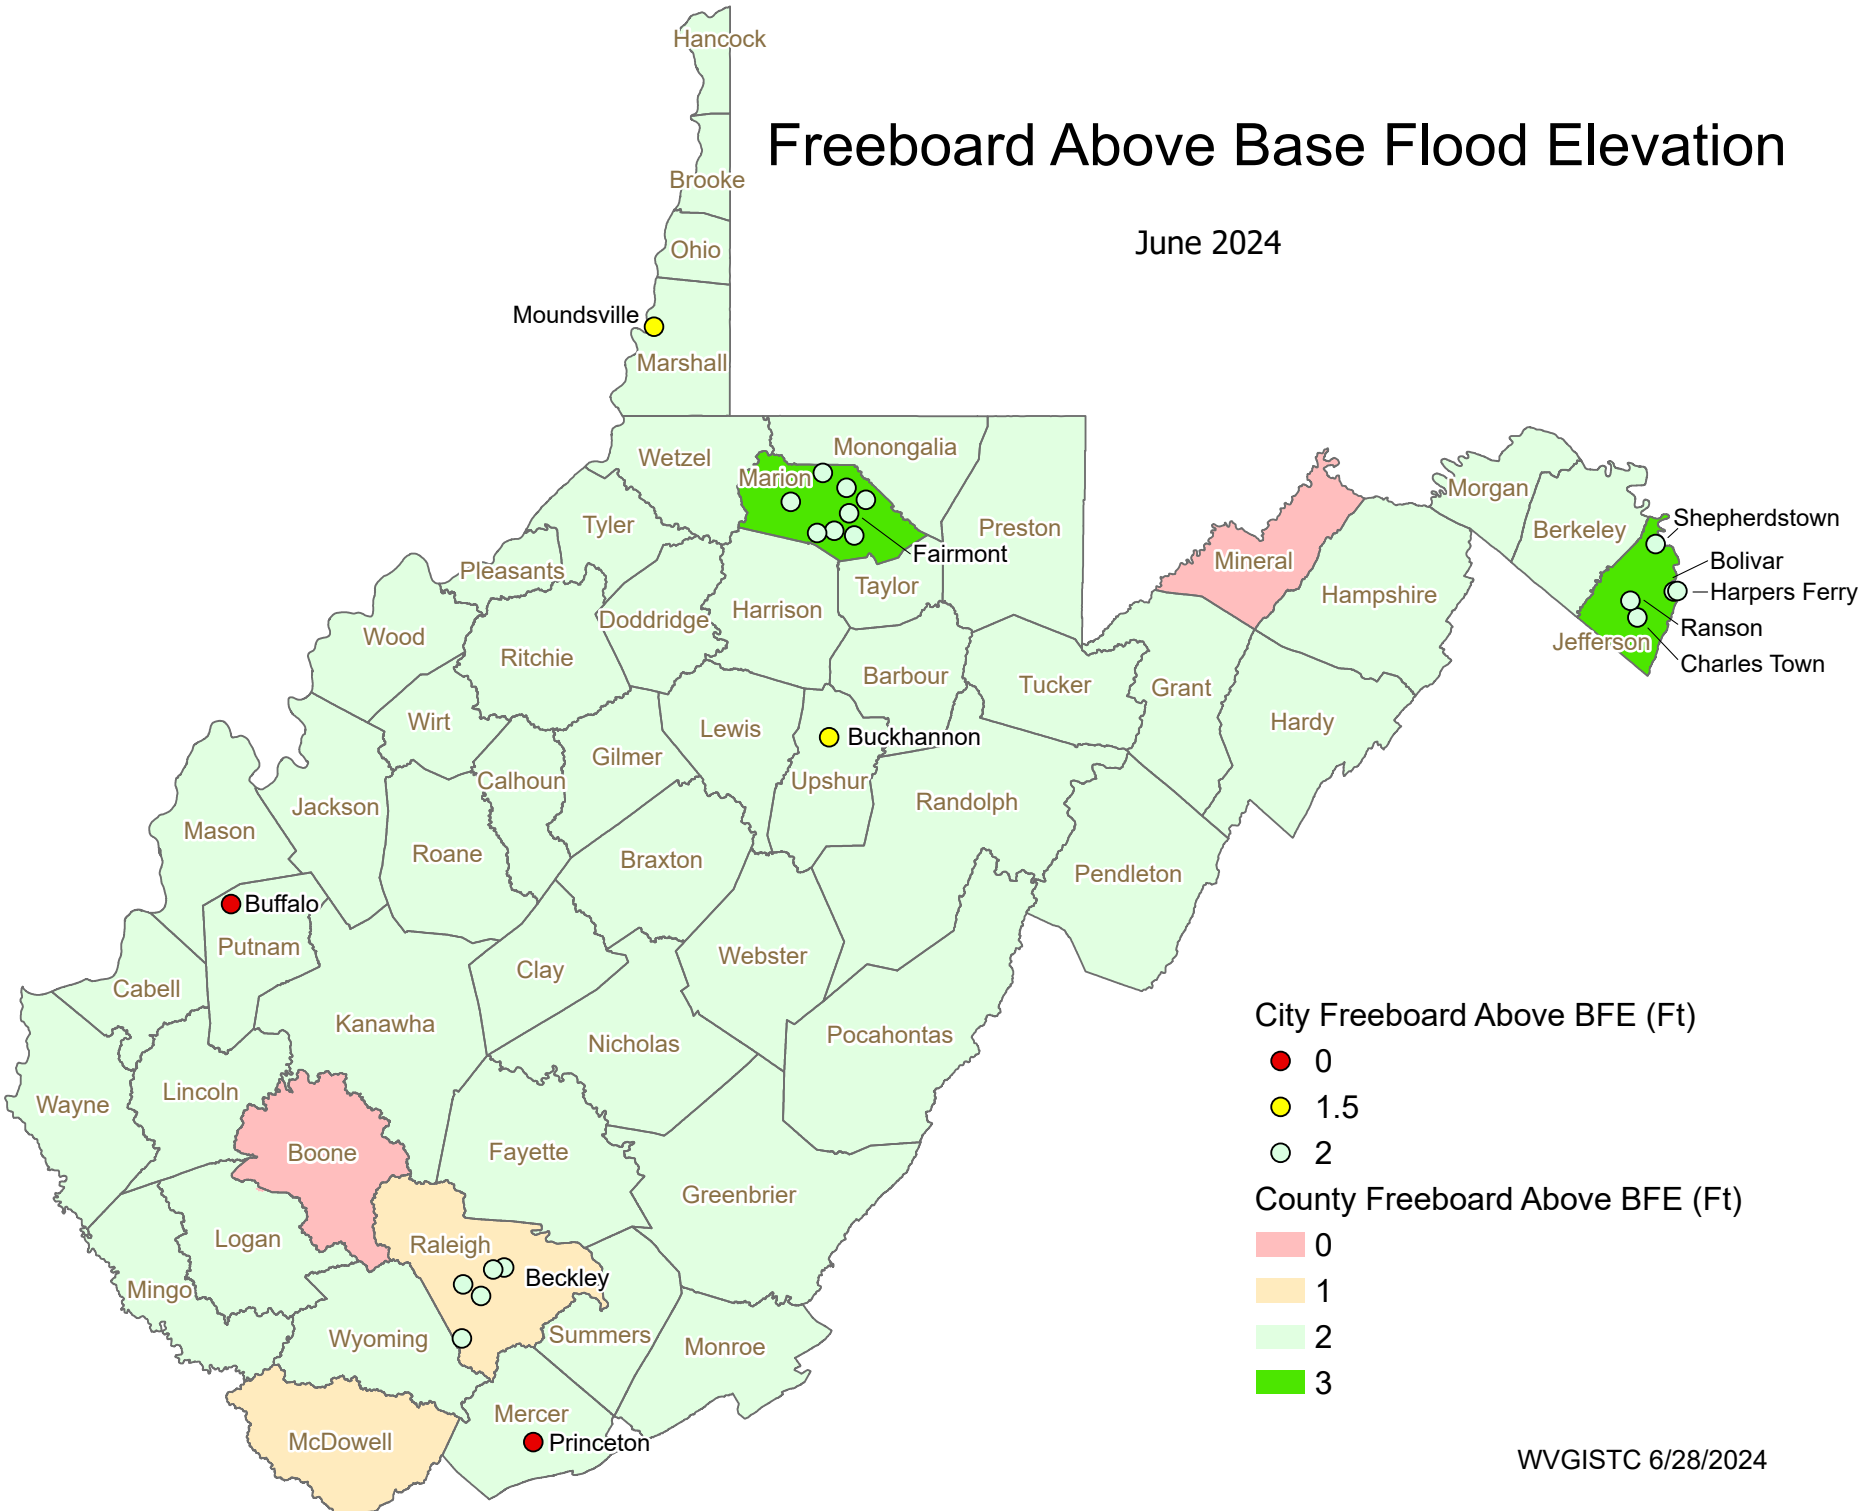 Hancock
Freeboard Above Base Flood Elevation
Brooke
June 2024
Ohio
Moundsville
Marshall
Wetzel
Monongalia
Marion
Morgan
Tyler
Preston
Berkeley
Shepherdstown
Fairmont
Pleasants
Mineral
Bolivar
Taylor
Harpers Ferry
Hampshire
Doddridge
Harrison
Wood
Ranson
Jefferson
Ritchie
Charles Town
Barbour
Tucker
Grant
Wirt
Lewis
Hardy
Buckhannon
Gilmer
Calhoun
Upshur
Jackson
Randolph
Mason
Roane
Braxton
Pendleton
Buffalo
Putnam
Webster
Clay
Cabell
Kanawha
Pocahontas
Nicholas
Lincoln
Wayne
Boone
Fayette
Greenbrier
Logan
Raleigh
Beckley
Mingo
Wyoming
Summers
Monroe
Mercer
McDowell
Princeton
City Freeboard Above BFE (Ft)
0
1.5
2
County Freeboard Above BFE (Ft)
0
1
2
3
WVGISTC 6/28/2024